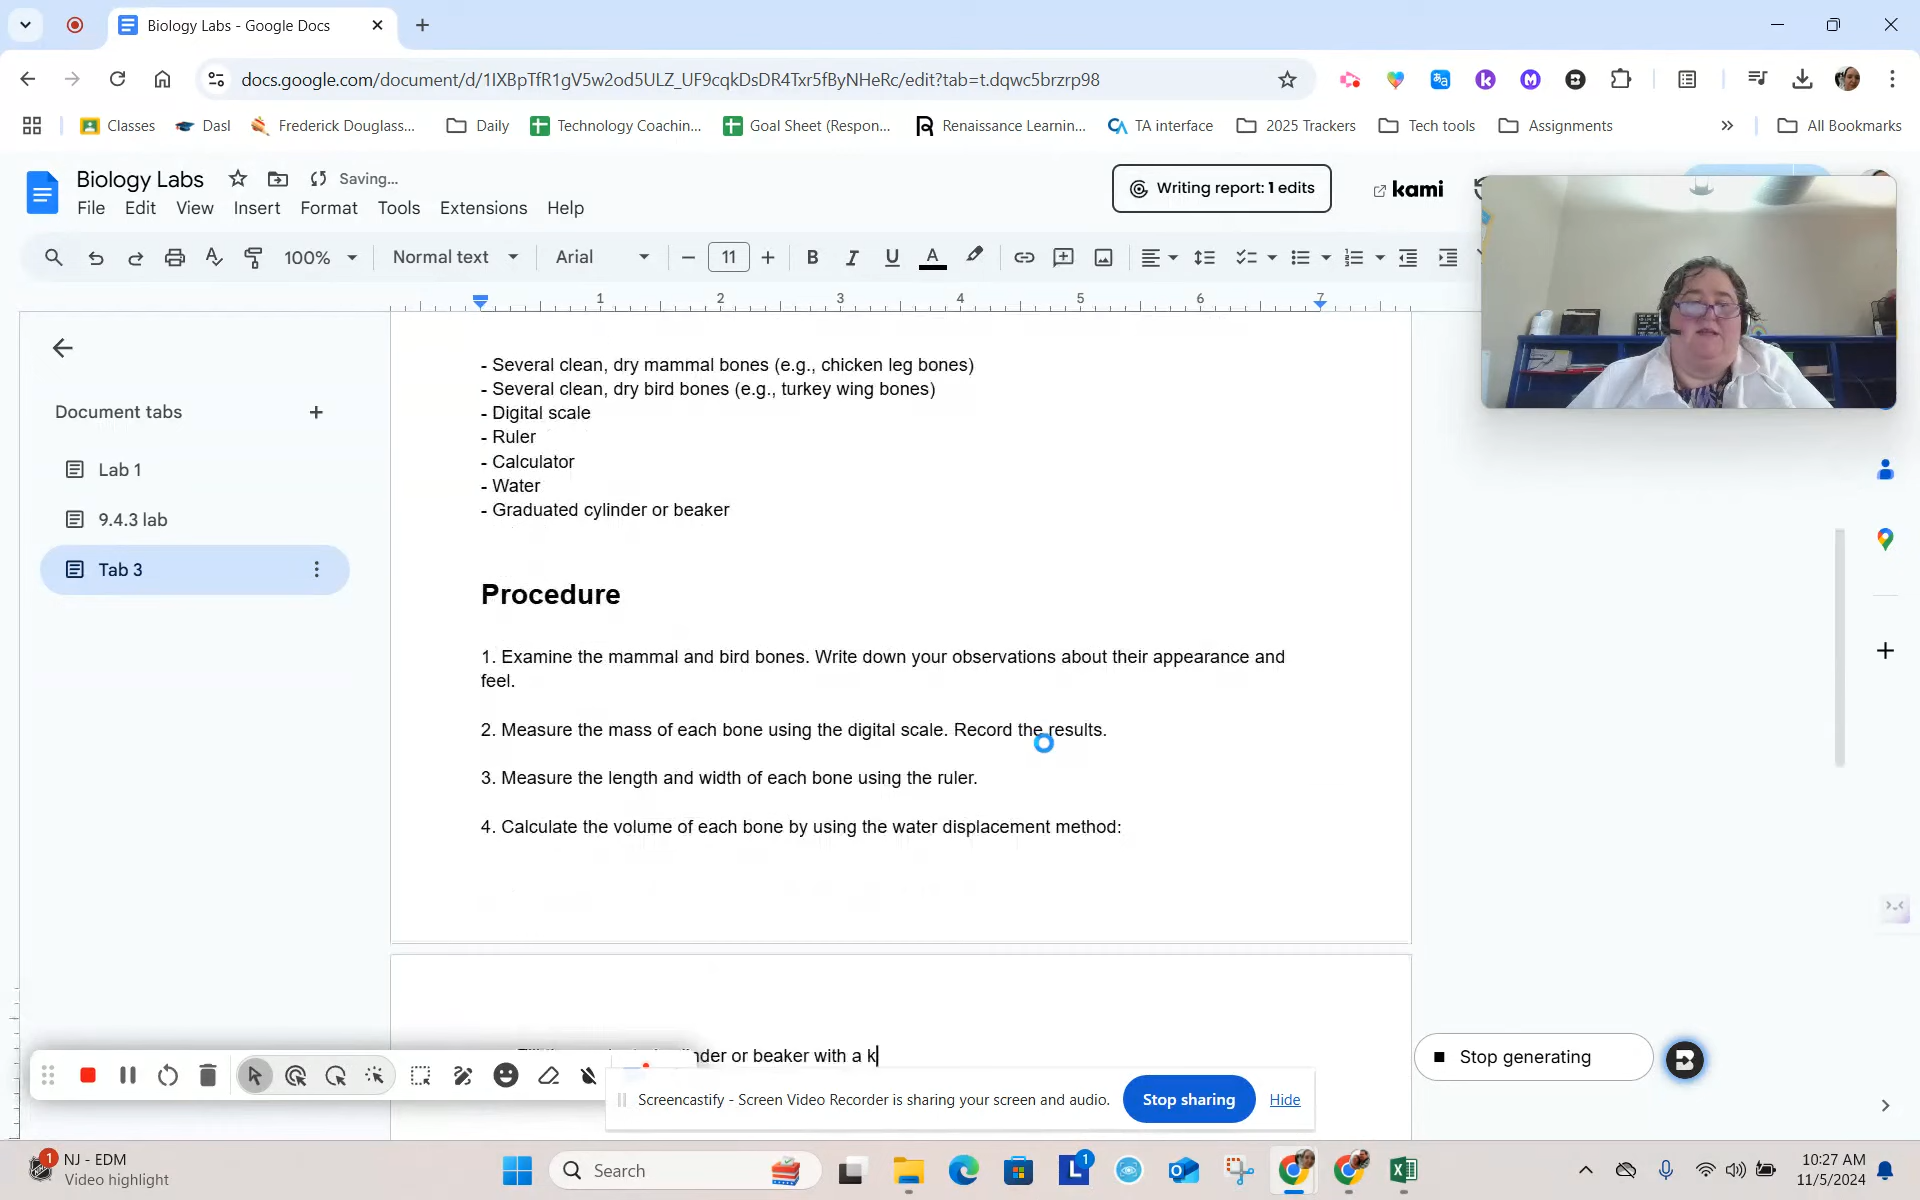 Biology Labs - Google Docs
docs.google.com/document/d/1IXBpTfR1gV5w2od5ULZ_UF9cqkDsDR4Txr5fByNHeRc/edit?tab=t.dqwc5brzrp98
Classes
Dasl
Frederick Douglass...
Daily
Technology Coachin...
Goal Sheet (Respon...
Renaissance Learnin...
TA interface
2025 Trackers
Tech tools
Assignments
All Bookmarks
Biology Labs
Saving...
Writing report: 1 edits
kami
File Edit View Insert Format Tools Extensions Help
100%
Normal text
Arial
11
1 2 3 4 5 6 7
Document tabs
Lab 1
9.4.3 lab
Tab 3
- Several clean, dry mammal bones (e.g., chicken leg bones)
- Several clean, dry bird bones (e.g., turkey wing bones)
- Digital scale
- Ruler
- Calculator
- Water
- Graduated cylinder or beaker
Procedure
1. Examine the mammal and bird bones. Write down your observations about their appearance and
feel.
2. Measure the mass of each bone using the digital scale. Record the results.
3. Measure the length and width of each bone using the ruler.
4. Calculate the volume of each bone by using the water displacement method:
or beaker with a k
Stop generating
Screencastify - Screen Video Recorder is sharing your screen and audio.
Stop sharing
Hide
1
NJ - EDM
Video highlight
Search
1
10:27 AM
11/5/2024